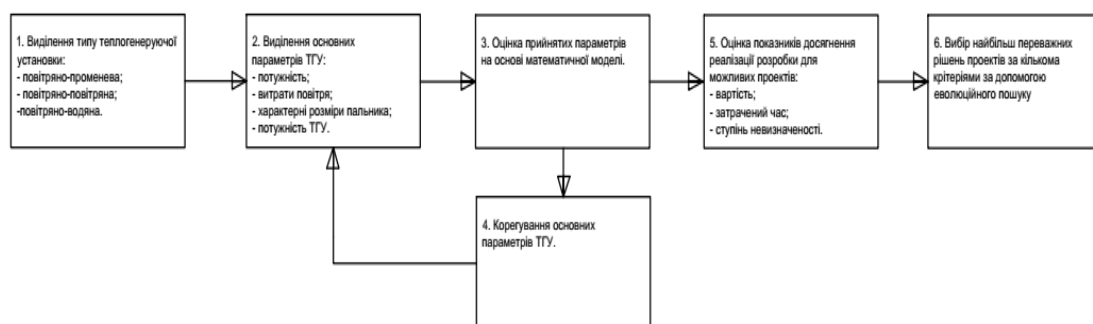 1. Виділення типу теплогенеруючої
установки:
- повітряно-променева;
- повітряно-повітряна;
-повітряно-водяна.
2. Виділення основних
параметрів ТГУ:
- потужність;
- витрати повітря;
- характерні розміри пальника;
- потужність ТГУ.
3. Оцінка прийнятих параметрів
на основі математичної моделі.
4. Корегування основних
параметрів ТГУ.
5. Оцінка показників досягнення
реалізації розробки для
можливих проектів:
- вартість;
- затрачений час;
- ступінь невизначеності.
6. Вибір найбільш переважних
рішень проектів за кількома
крітеріями за допомогою
еволюційного пошуку